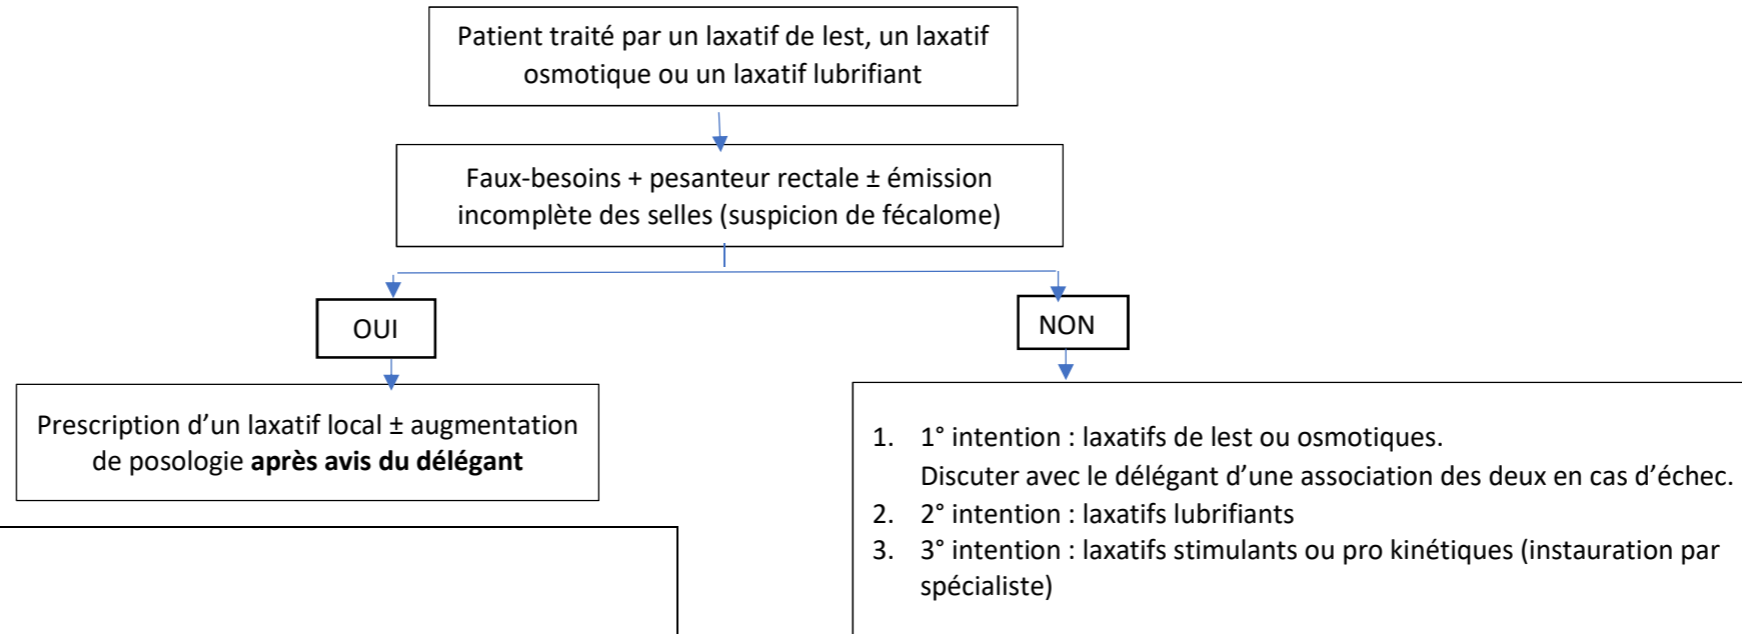 Patient traité par un laxatif de lest, un laxatif
osmotique ou un laxatif lubrifiant
Faux-besoins + pesanteur rectale ± émission
incomplète des selles (suspicion de fécalome)
OUI
NON
Prescription d’un laxatif local ± augmentation
de posologie après avis du délégant
1. 1° intention : laxatifs de lest ou osmotiques.
Discuter avec le délégant d’une association des deux en cas d’échec.
2. 2° intention : laxatifs lubrifiants
3. 3° intention : laxatifs stimulants ou pro kinétiques (instauration par
spécialiste)